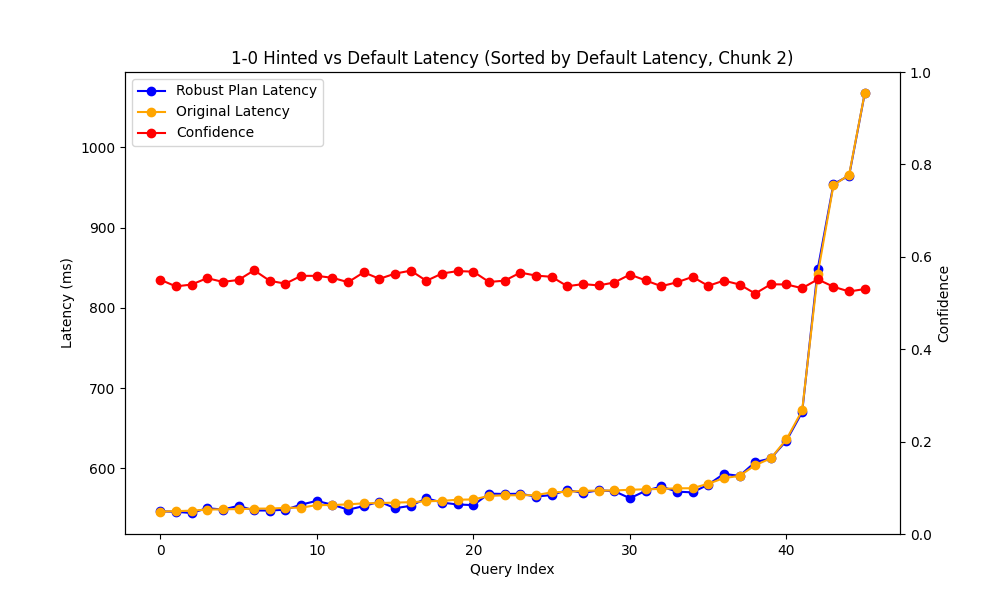 1-0 Hinted vs Default Latency (Sorted by Default Latency, Chunk 2)
Robust Plan Latency
Original Latency
Confidence
Latency (ms)
1000
900
800
700
600
0
10
20
30
40
Query Index
1.0
0.8
0.6
0.4
0.2
0.0
Confidence